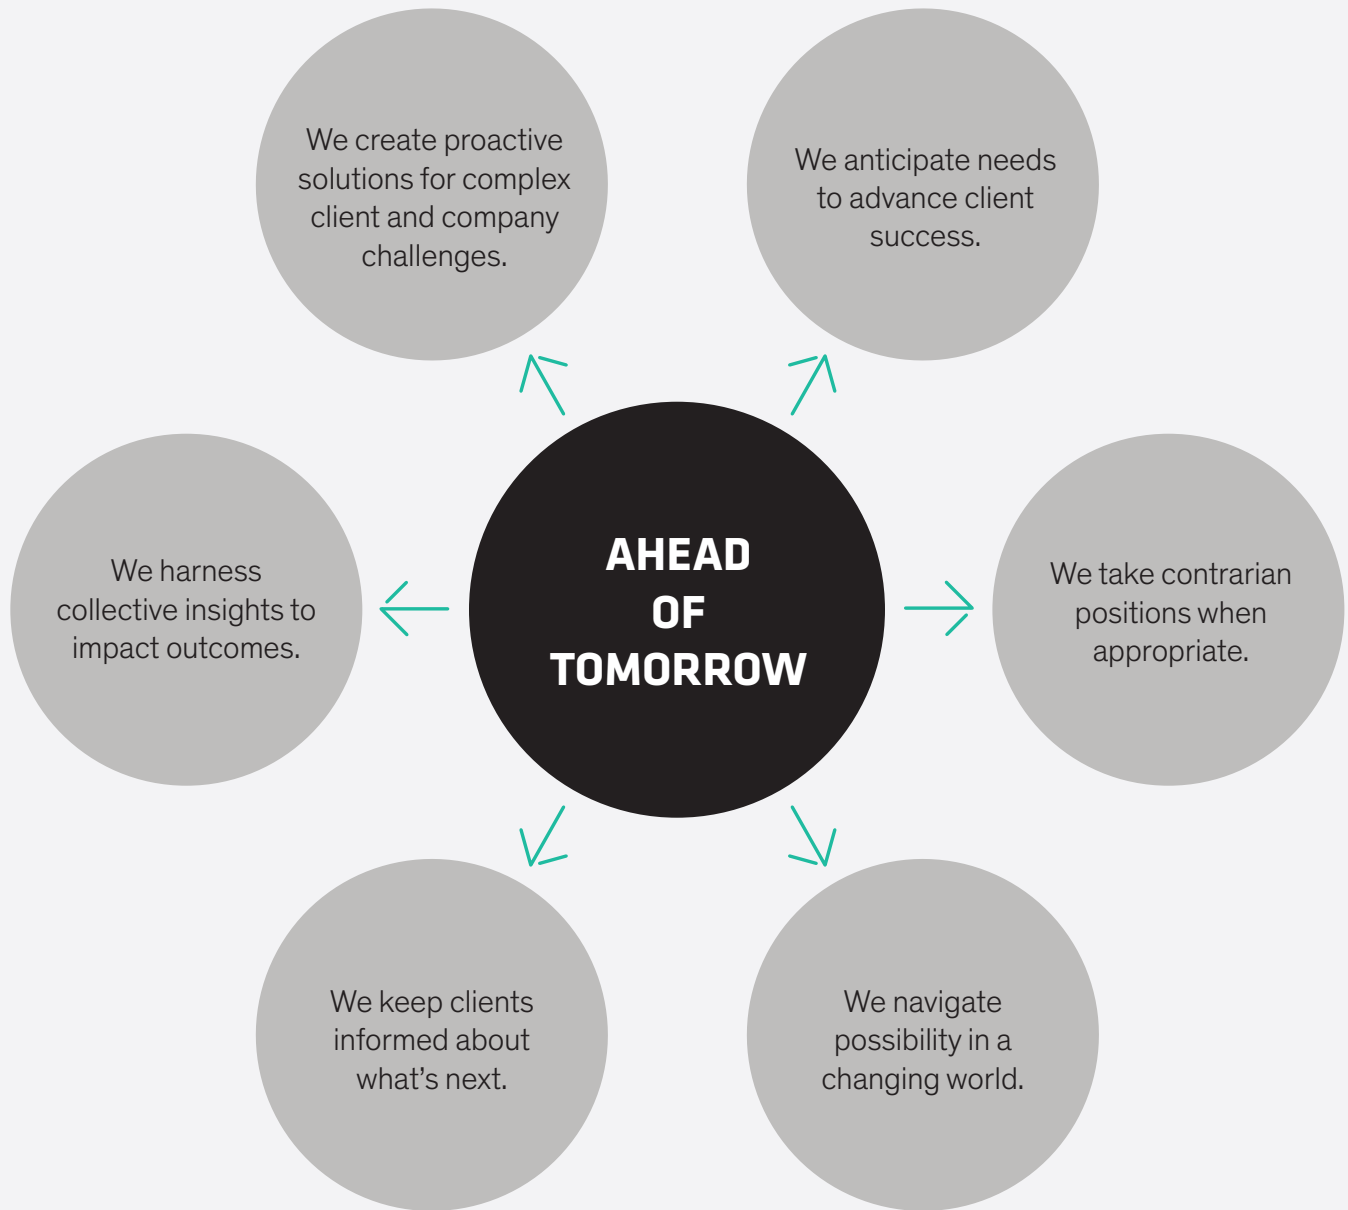 We create proactive
solutions for complex
client and company
challenges.
We anticipate needs
to advance client
success.
We harness
collective insights to
impact outcomes.
AHEAD
OF
TOMORROW
We take contrarian
positions when
appropriate.
We keep clients
informed about
what’s next.
We navigate
possibility in a
changing world.